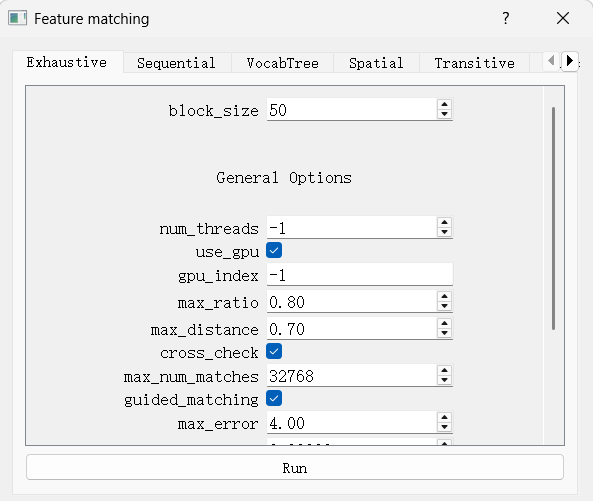 Feature matching
?
Exhaustive Sequential VocabTree Spatial Transitive
block_size 50
General Options
num_threads -1
use_gpu
gpu_index -1
max_ratio 0.80
max_distance 0.70
cross_check
max_num_matches 32768
guided_matching
max_error 4.00
Run